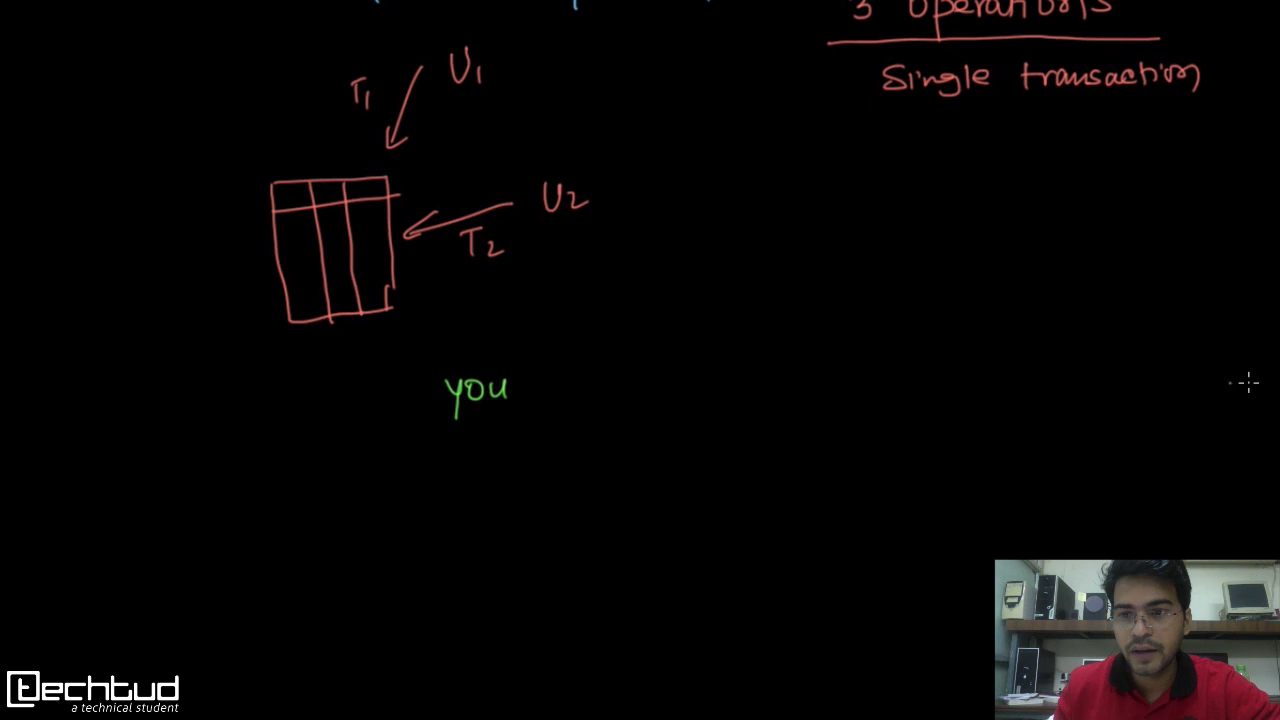 3 operations
Single transaction
T1
U1
U2
T2
you
techtud
a technical student